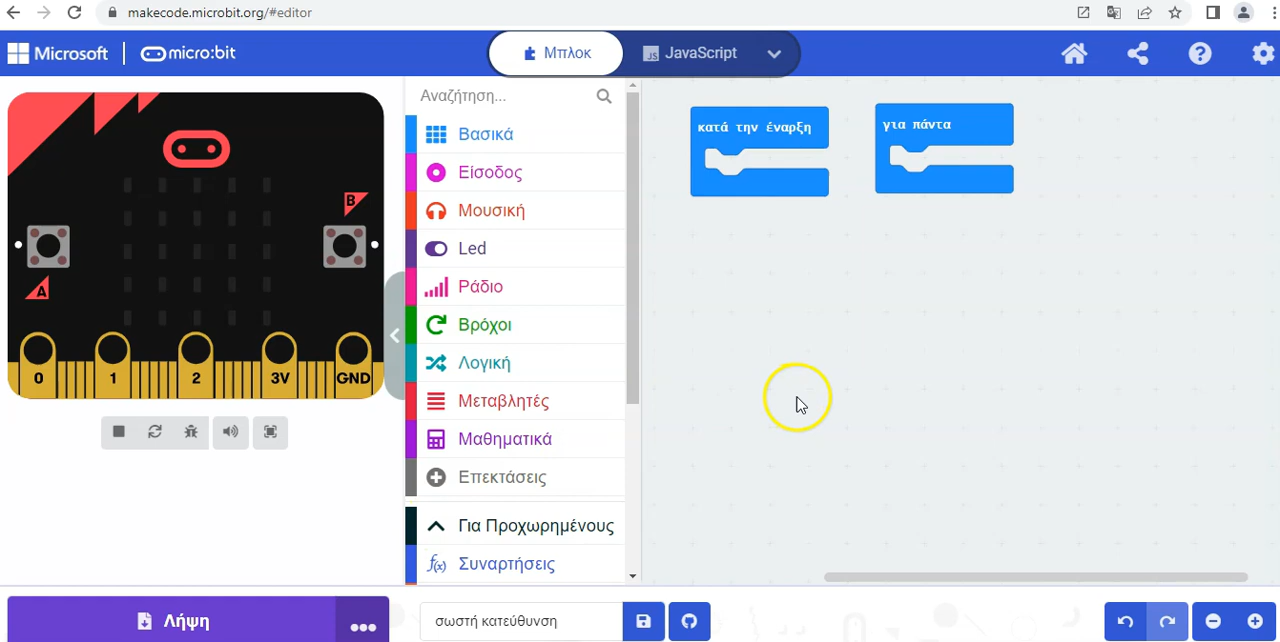 makecode.microbit.org/#editor
Microsoft
micro:bit
Μπλοκ
JavaScript
Αναζήτηση...
Βασικά
Είσοδος
Μουσική
Led
Ράδιο
Βρόχοι
Λογική
Μεταβλητές
Μαθηματικά
Επεκτάσεις
Για Προχωρημένους
f(x) Συναρτήσεις
κατά την έναρξη
για πάντα
B
A
0 1 2 3V GND
Λήψη
σωστή κατεύθυνση